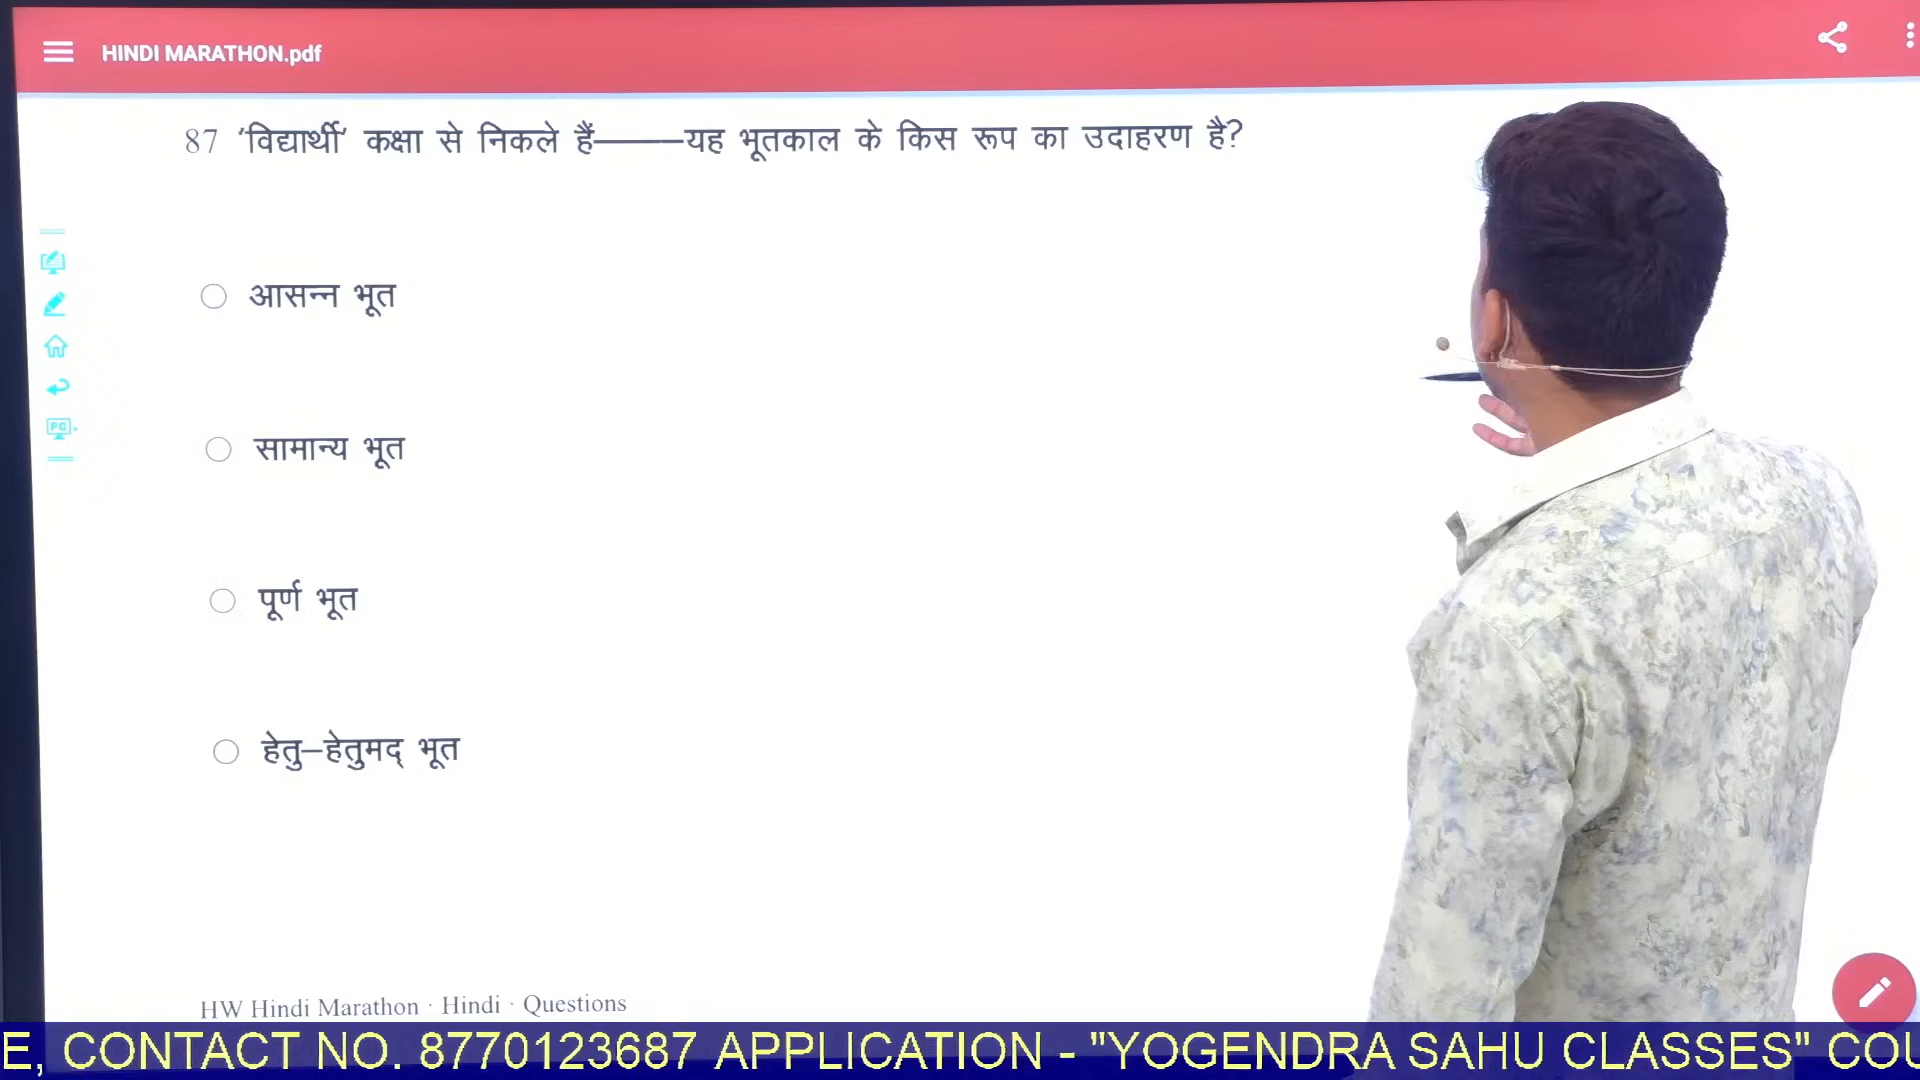 HINDI MARATHON.pdf
87 ‘विद्यार्थी’ कक्षा से निकले हैं———यह भूतकाल के किस रूप का उदाहरण है?
आसन्न भूत
सामान्य भूत
पूर्ण भूत
हेतु–हेतुमद् भूत
PC
HW Hindi Marathon · Hindi · Questions
E, CONTACT NO. 8770123687 APPLICATION - "YOGENDRA SAHU CLASSES" COU